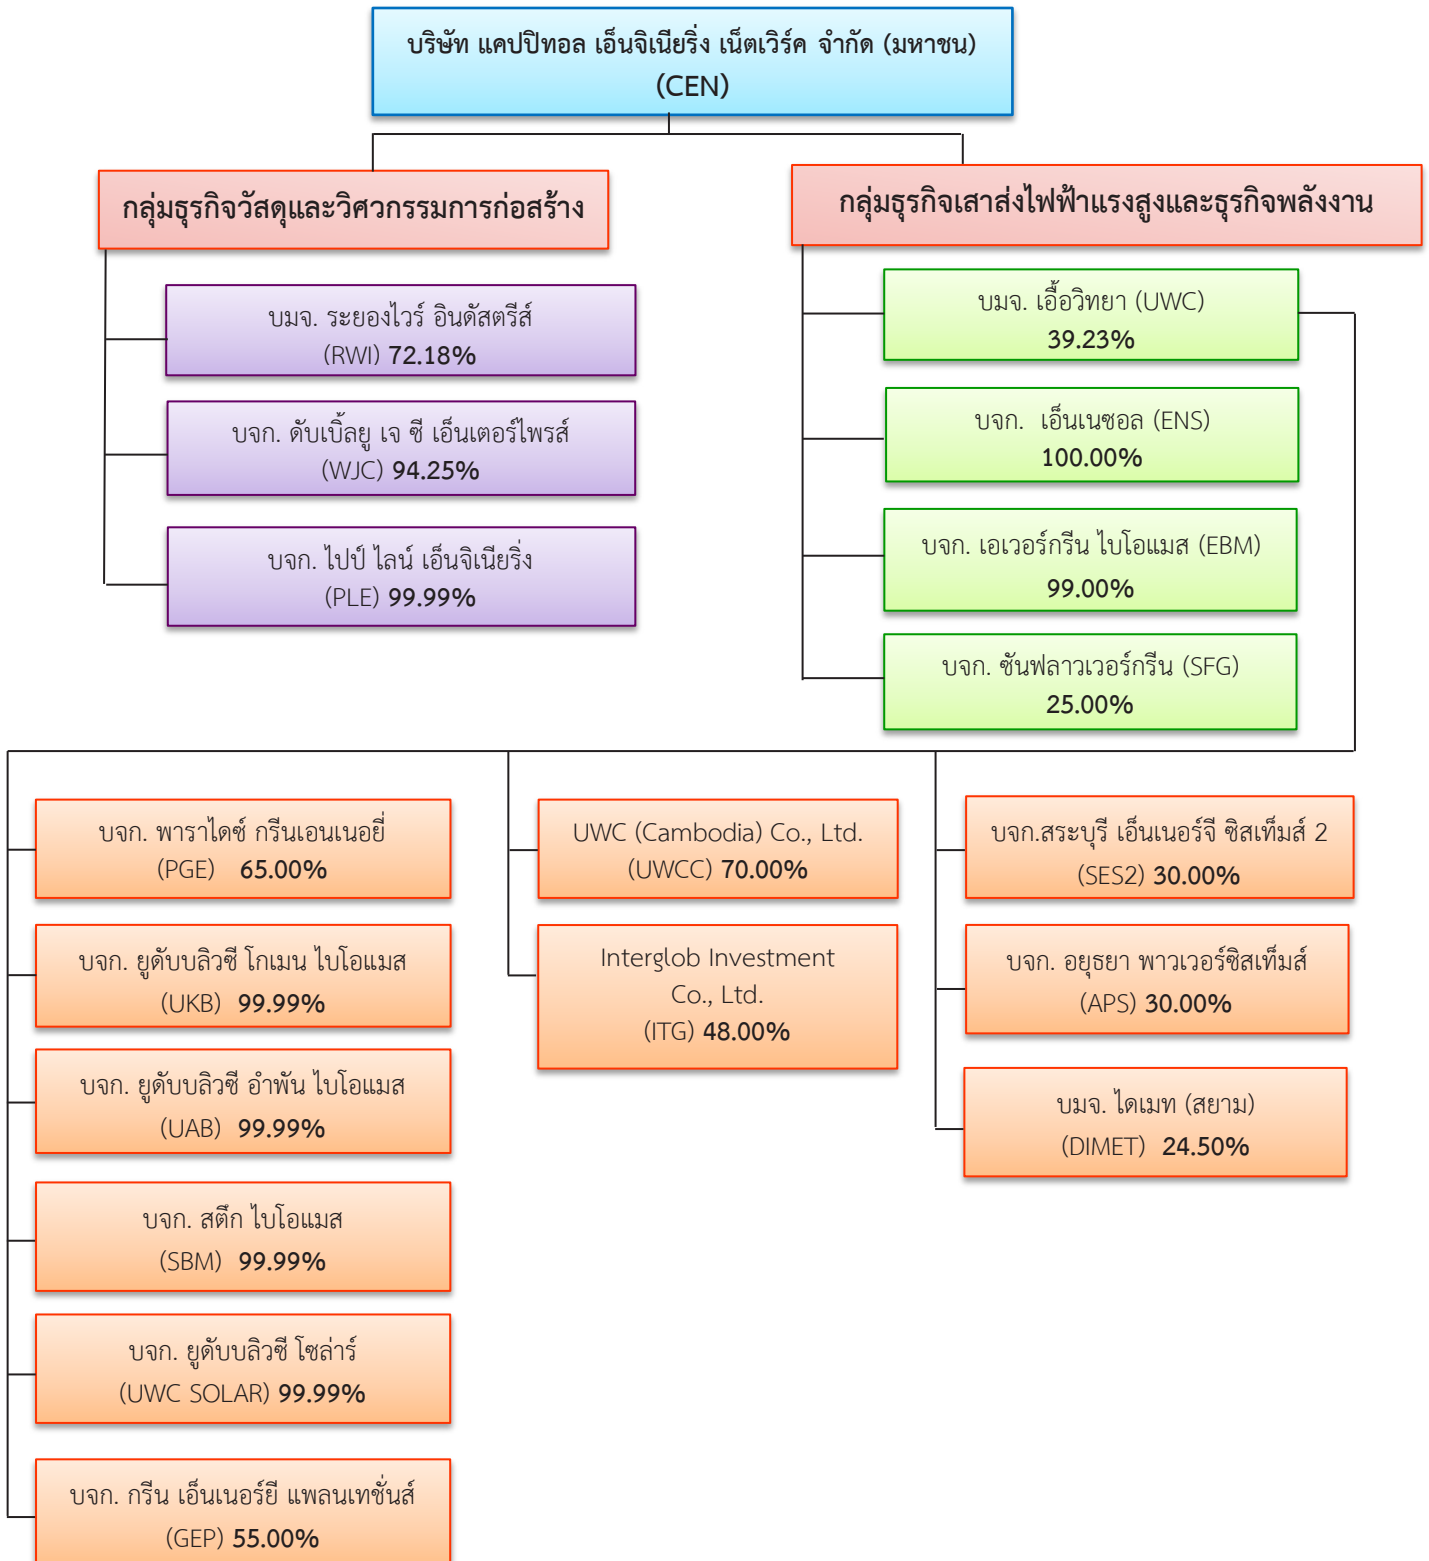 บริษัท แคปปิทอล เอ็นจิเนียริ่ง เน็ตเวิร์ค จำกัด (มหาชน)
(CEN)
กลุ่มธุรกิจวัสดุและวิศวกรรมการก่อสร้าง
บมจ. ระยองไวร์ อินดัสตรีส์
(RWI) 72.18%
บจก. ดับเบิ้ลยู เจ ซี เอ็นเตอร์ไพรส์
(WJC) 94.25%
บจก. ไปป์ ไลน์ เอ็นจิเนียริ่ง
(PLE) 99.99%
กลุ่มธุรกิจเสาส่งไฟฟ้าแรงสูงและธุรกิจพลังงาน
บมจ. เอื้อวิทยา (UWC)
39.23%
บจก. เอ็นเนซอล (ENS)
100.00%
บจก. เอเวอร์กรีน ไบโอแมส (EBM)
99.00%
บจก. ซันฟลาวเวอร์กรีน (SFG)
25.00%
บจก. พาราไดซ์ กรีนเอนเนอยี่
(PGE) 65.00%
บจก. ยูดับบลิวซี โกเมน ไบโอแมส
(UKB) 99.99%
บจก. ยูดับบลิวซี อำพัน ไบโอแมส
(UAB) 99.99%
บจก. สตึก ไบโอแมส
(SBM) 99.99%
บจก. ยูดับบลิวซี โซล่าร์
(UWC SOLAR) 99.99%
บจก. กรีน เอ็นเนอร์ยี แพลนเทชั่นส์
(GEP) 55.00%
UWC (Cambodia) Co., Ltd.
(UWCC) 70.00%
Interglob Investment
Co., Ltd.
(ITG) 48.00%
บจก.สระบุรี เอ็นเนอร์จี ซิสเท็มส์ 2
(SES2) 30.00%
บจก. อยุธยา พาวเวอร์ซิสเท็มส์
(APS) 30.00%
บมจ. ไดเมท (สยาม)
(DIMET) 24.50%